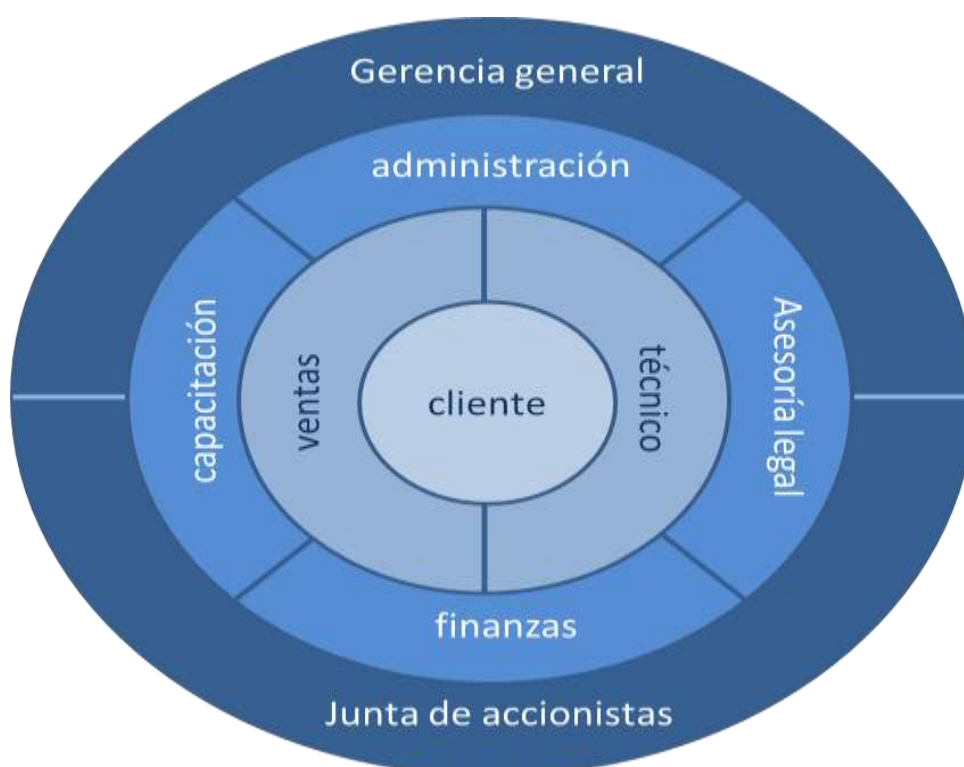 Gerencia general
administración
capacitación
ventas
cliente
técnico
Asesoría legal
finanzas
Junta de accionistas